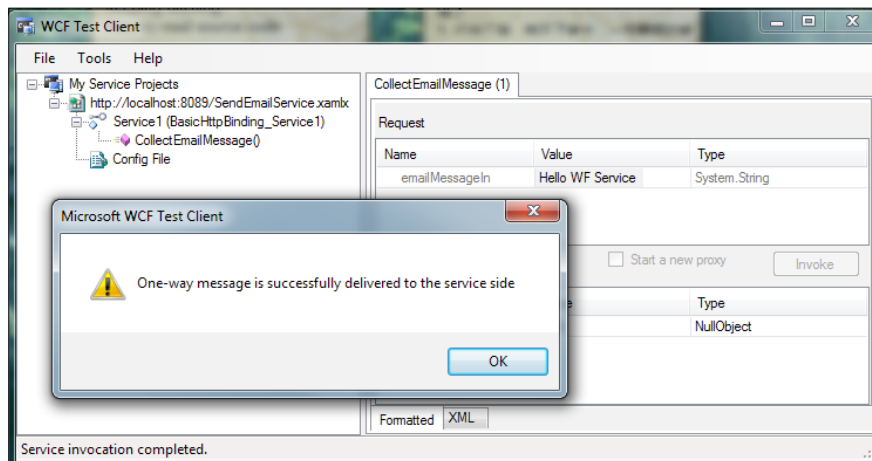 WCF Test Client
File Tools Help
My Service Projects
http://localhost:8089/SendEmailService.xamlx
Service1 (BasicHttpBinding_Service1)
CollectEmailMessage()
Config File
CollectEmailMessage (1)
Request
Name Value Type
emailMessageIn Hello WF Service System.String
Microsoft WCF Test Client
One-way message is successfully delivered to the service side
OK
Start a new proxy Invoke
Type
NullObject
Formatted XML
Service invocation completed.